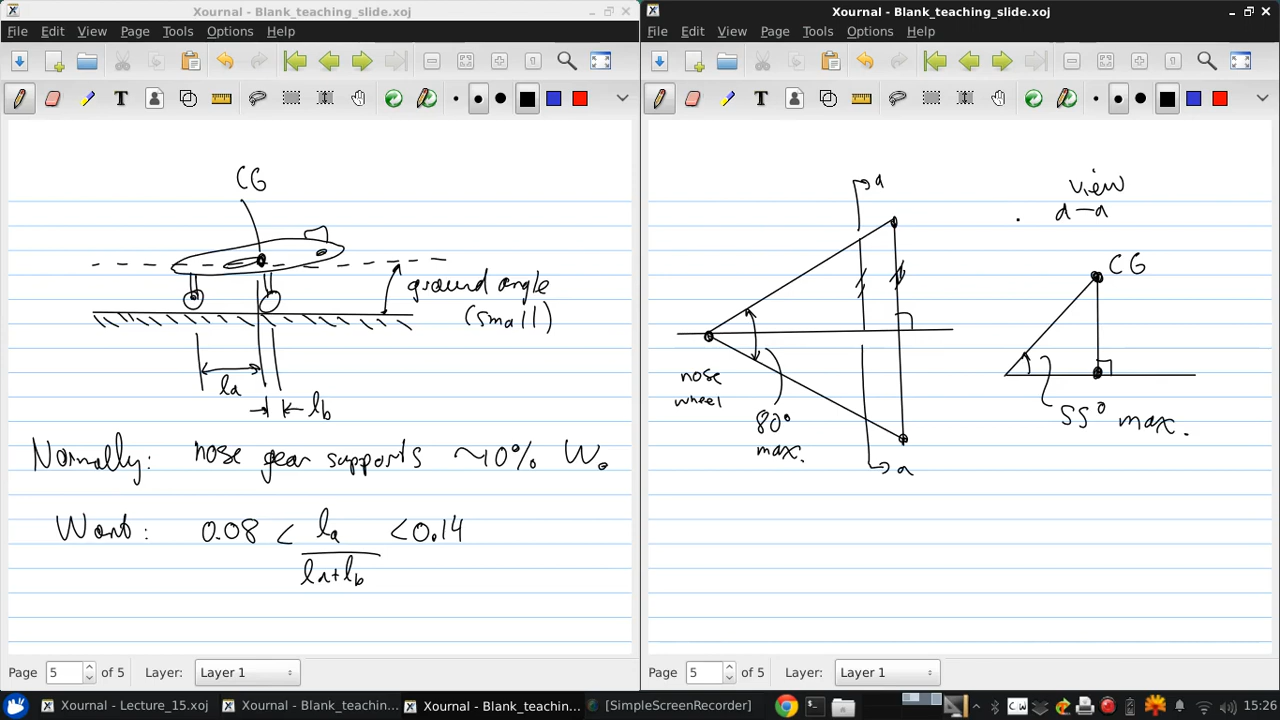 Xournal - Blank_teaching_slide.xoj
File Edit View Page Tools Options Help
CG
ground angle
(small)
la
lb
Normally: nose gear supports ~10% W₀
Want: 0.08 < la < 0.14
la+lb
Page 5 of 5 Layer: Layer 1
Xournal - Blank_teaching_slide.xoj
File Edit View Page Tools Options Help
a
view
a-a
CG
nose
wheel
80° max.
55° max.
a
Page 5 of 5 Layer: Layer 1
Xournal - Lecture_15.xoj
Xournal - Blank_teachin...
Xournal - Blank_teachin...
[SimpleScreenRecorder]
15:26